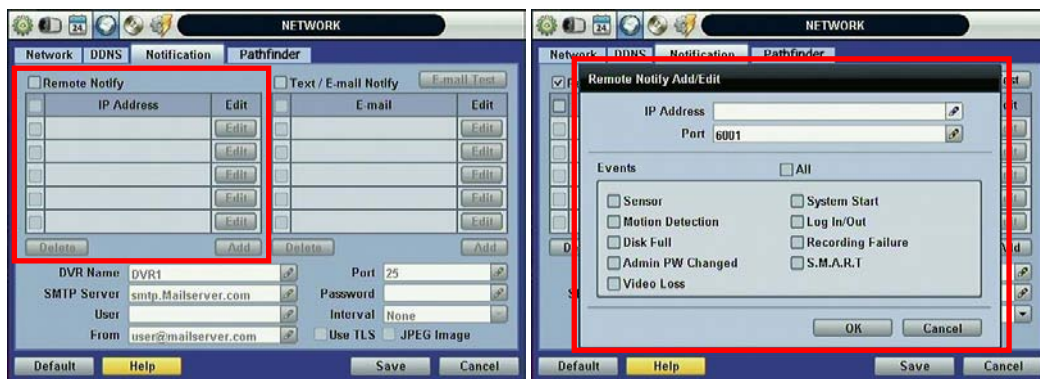 24
NETWORK
Network DDNS Notification Pathfinder
Remote Notify
IP Address Edit
Edit
Edit
Edit
Edit
Edit
Delete Add
Text / E-mail Notify E-mail Test
E-mail Edit
Edit
Edit
Edit
Edit
Edit
Delete Add
DVR Name DVR1 Port 25
SMTP Server smtp.Mailserver.com Password
User Interval None
From user@mailserver.com Use TLS JPEG Image
Default Help Save Cancel
24
NETWORK
Network DDNS Notification Pathfinder
Remote Notify Add/Edit
IP Address
Port 6001
Events All
Sensor System Start
Motion Detection Log In/Out
Disk Full Recording Failure
Admin PW Changed S.M.A.R.T
Video Loss
OK Cancel
Default Help Save Cancel